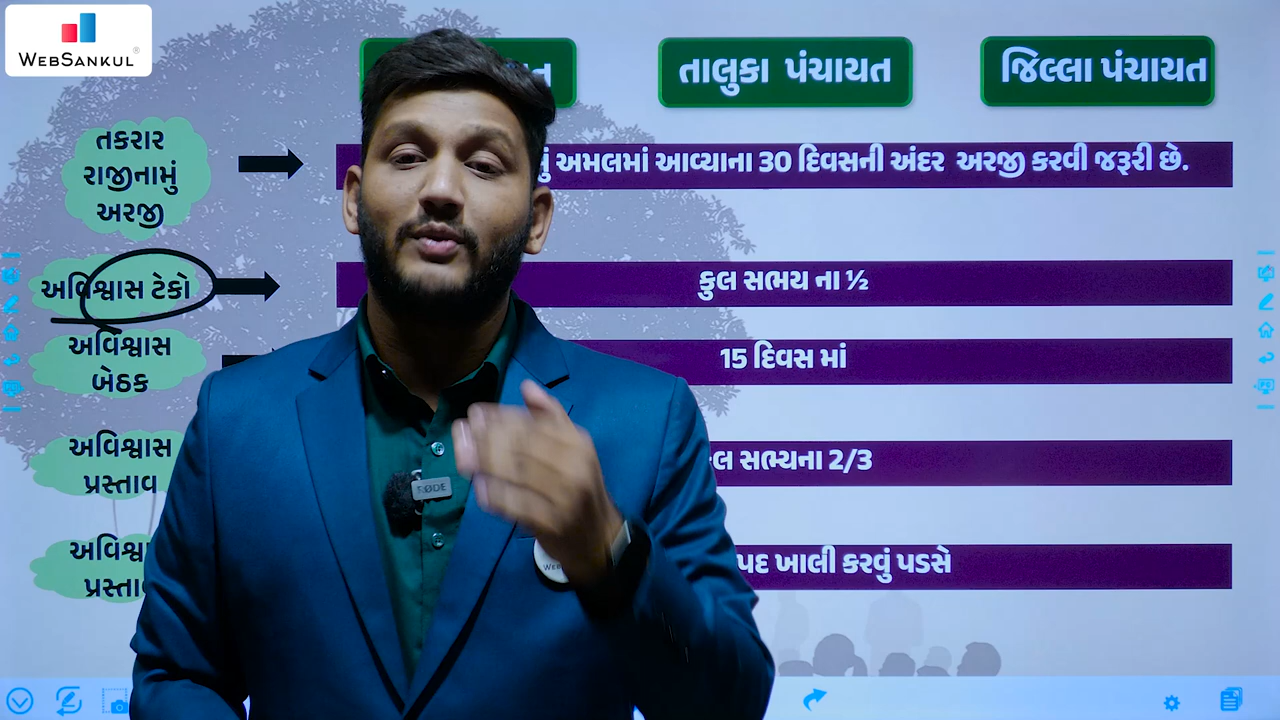 WEBSANKUL
તાલુકા પંચાયત
જિલ્લા પંચાયત
તકરાર
રાજીનામું
અરજી
અમલમાં આવ્યાના 30 દિવસની અંદર અરજી કરવી જરૂરી છે.
અવિશ્વાસ ટેકો
કુલ સભય ના ½
અવિશ્વાસ
બેઠક
15 દિવસ માં
અવિશ્વાસ
પ્રસ્તાવ
સભ્યના 2/3
પદ ખાલી કરવું પડસે
RØDE